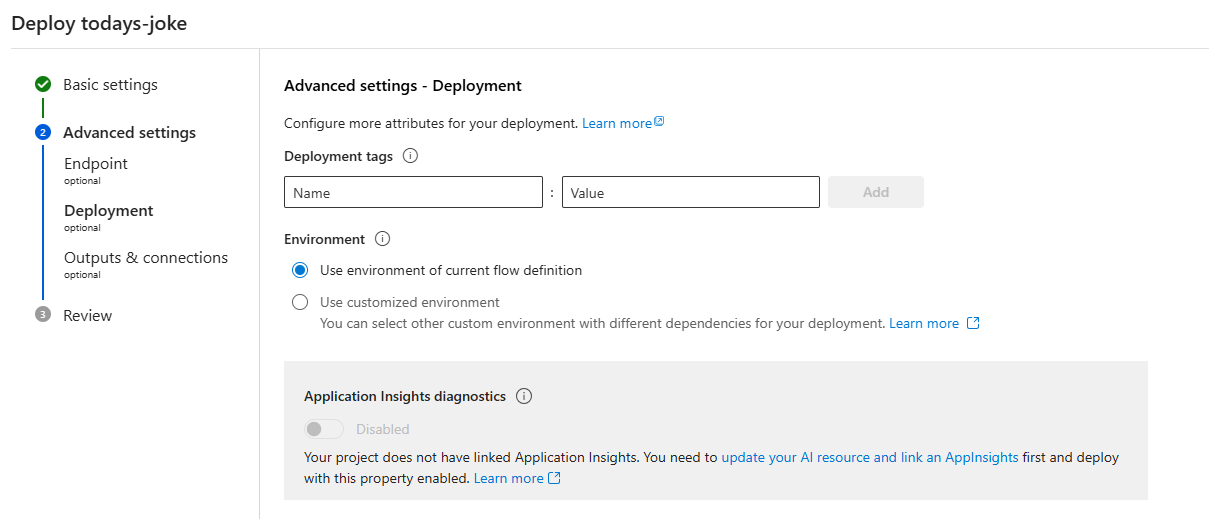 Deploy todays-joke
Basic settings
2 Advanced settings
Endpoint
optional
Deployment
optional
Outputs & connections
optional
3 Review
Advanced settings - Deployment
Configure more attributes for your deployment. Learn more
Deployment tags
Name : Value Add
Environment
Use environment of current flow definition
Use customized environment
You can select other custom environment with different dependencies for your deployment. Learn more
Application Insights diagnostics
Disabled
Your project does not have linked Application Insights. You need to update your AI resource and link an AppInsights first and deploy
with this property enabled. Learn more